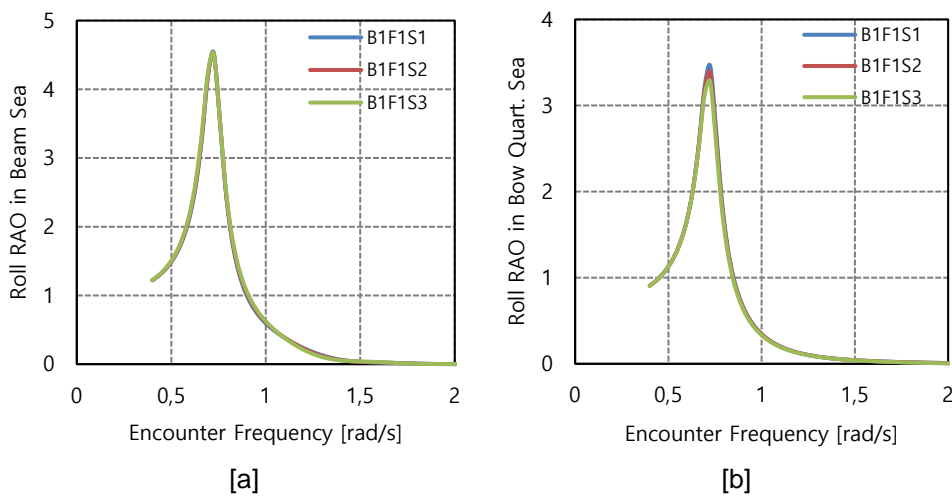 Roll RAO in Beam Sea
5
4
3
2
1
0
B1F1S1
B1F1S2
B1F1S3
0 0,5 1 1,5 2
Encounter Frequency [rad/s]
[a]
Roll RAO in Bow Quart. Sea
4
3
2
1
0
B1F1S1
B1F1S2
B1F1S3
0 0,5 1 1,5 2
Encounter Frequency [rad/s]
[b]